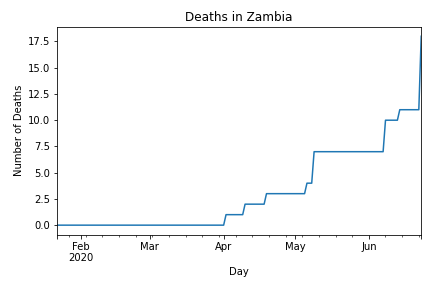 Deaths in Zambia
Number of Deaths
17.5
15.0
12.5
10.0
7.5
5.0
2.5
0.0
Feb
2020
Mar
Apr
May
Jun
Day